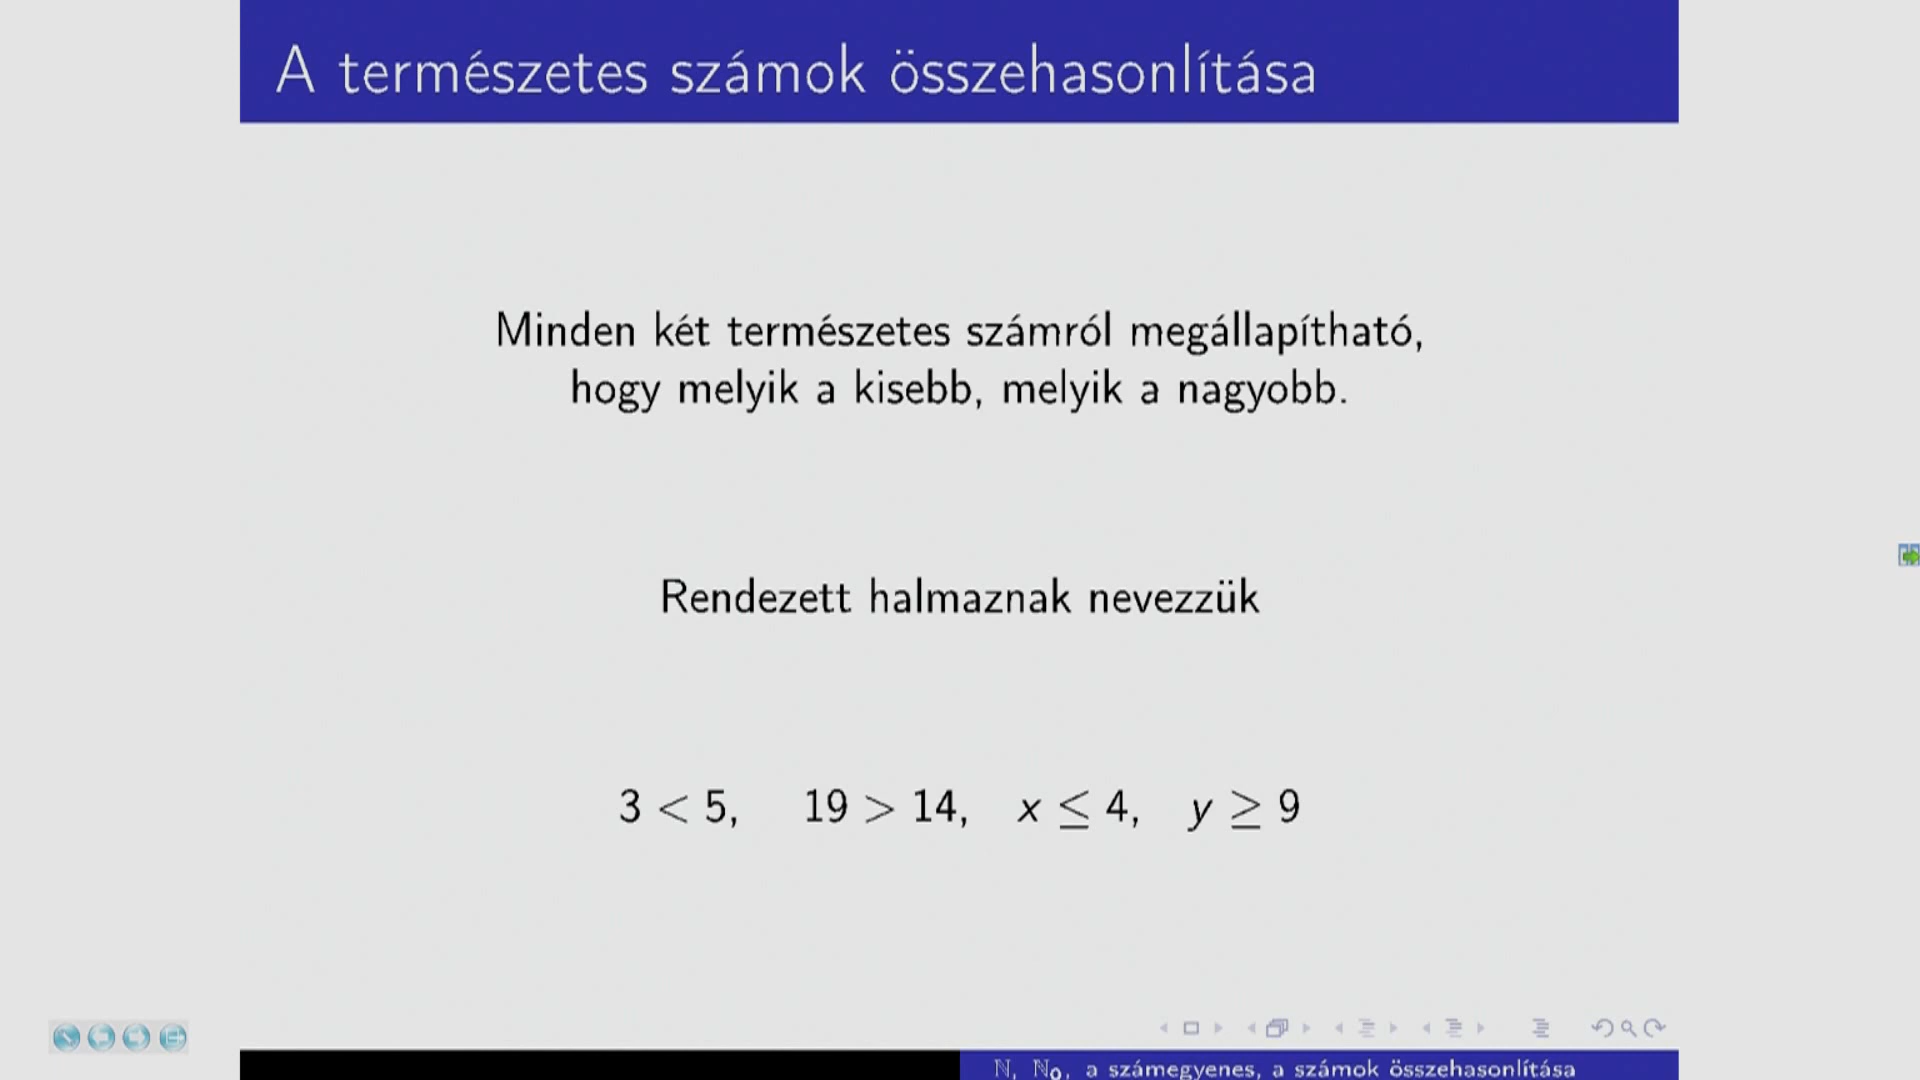 A természetes számok összehasonlítása
Minden két természetes számról megállapítható,
hogy melyik a kisebb, melyik a nagyobb.
Rendezett halmaznak nevezzük
3 < 5, 19 > 14, x ≤ 4, y ≥ 9
ℕ, ℕ₀, a számegyenes, a számok összehasonlítása